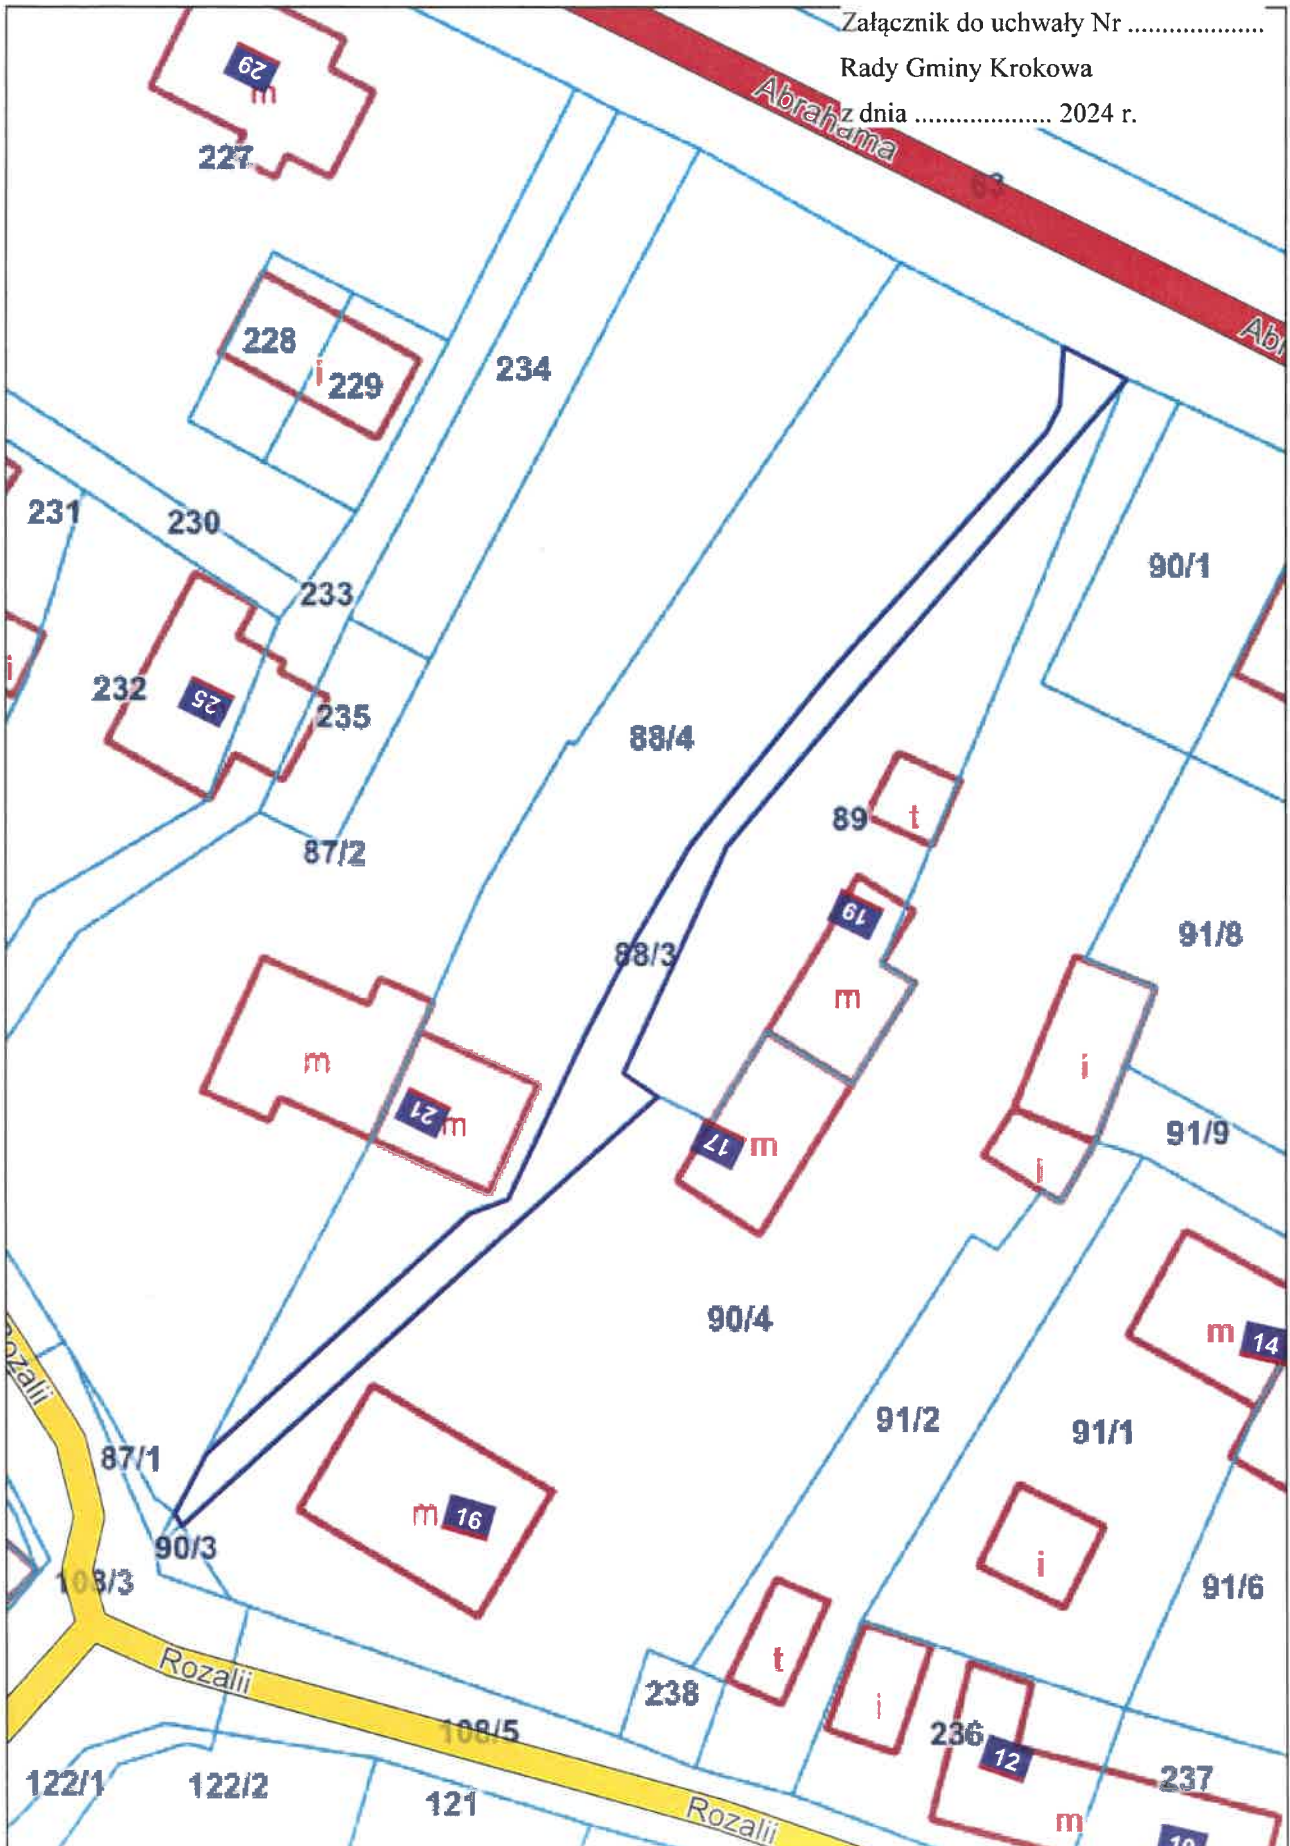 Załącznik do uchwały Nr ....................
Rady Gminy Krokowa
z dnia .................... 2024 r.
Abrahama
63
29
m
227
228
i
229
234
231
230
233
90/1
i
232
25
235
88/4
87/2
89
t
19
88/3
91/8
m
m
i
21
m
17
m
91/9
i
90/4
m
14
Rozalii
91/2
91/1
87/1
m
16
90/3
i
108/3
91/6
Rozalii
t
238
i
236
12
108/5
237
122/1
122/2
121
Rozalii
m